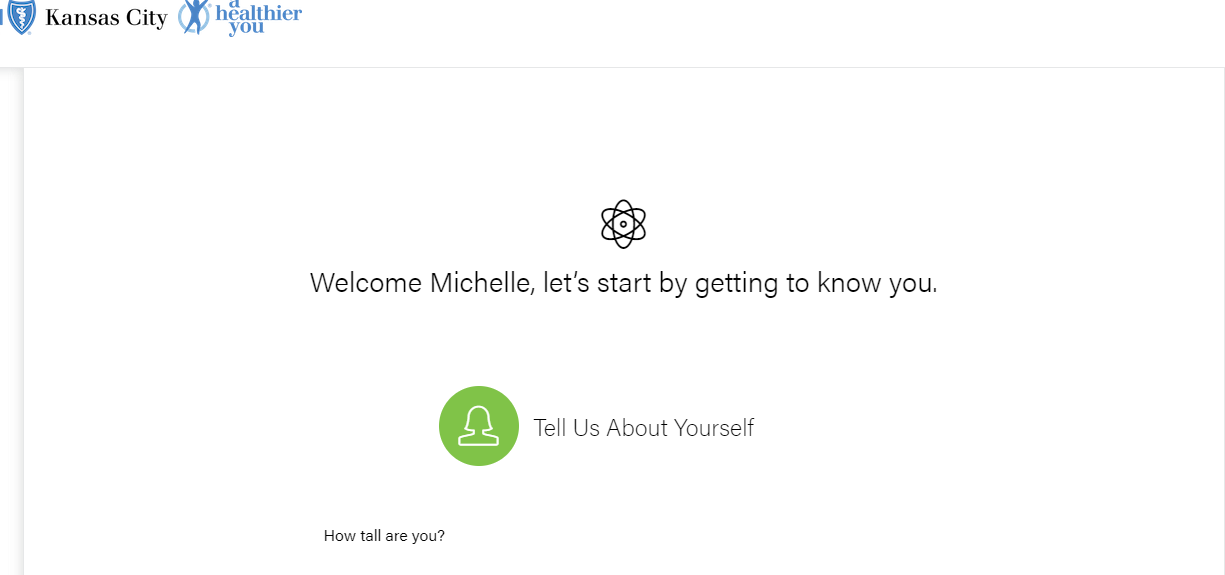 Kansas City
a
healthier
you
Welcome Michelle, let's start by getting to know you.
Tell Us About Yourself
How tall are you?